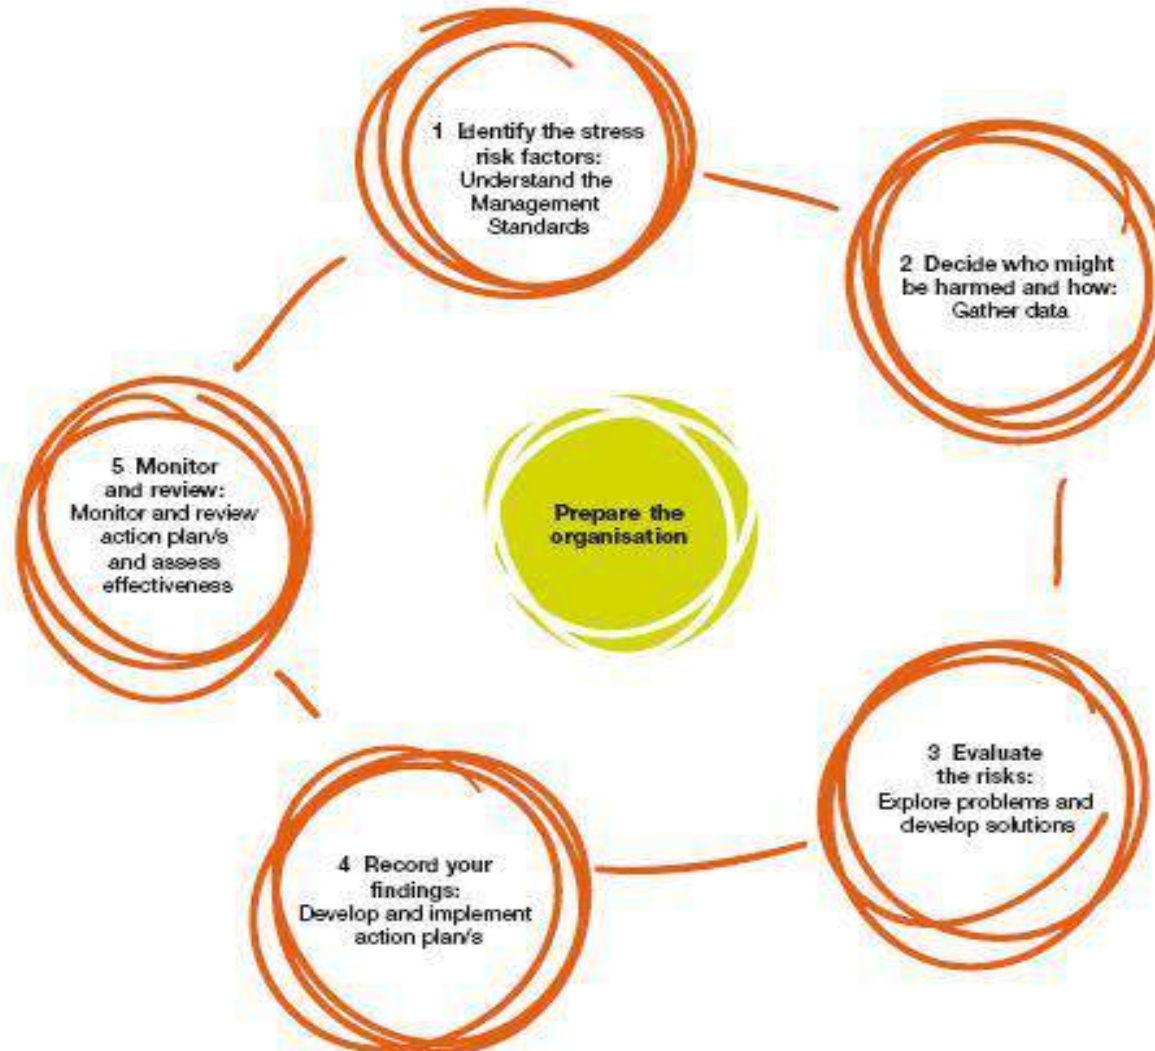 1 Identify the stress
risk factors:
Understand the
Management
Standards
2 Decide who might
be harmed and how:
Gather data
3 Evaluate
the risks:
Explore problems and
develop solutions
4 Record your
findings:
Develop and implement
action plan/s
5 Monitor
and review:
Monitor and review
action plan/s
and assess
effectiveness
Prepare the
organisation